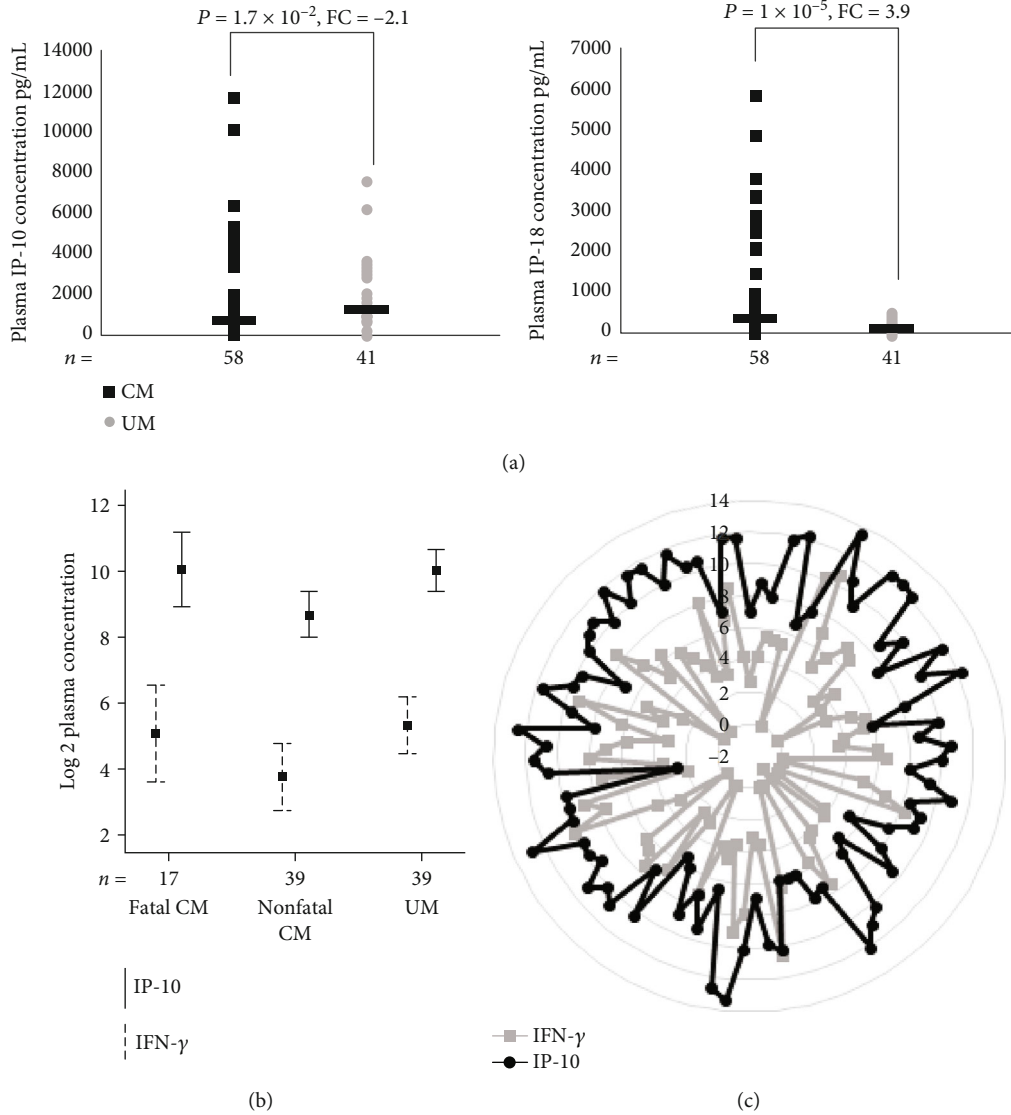 P = 1.7 × 10−2, FC = −2.1
Plasma IP-10 concentration pg/mL
14000
12000
10000
8000
6000
4000
2000
0
n =
58
41
CM
UM
P = 1 × 10−5, FC = 3.9
Plasma IP-18 concentration pg/mL
7000
6000
5000
4000
3000
2000
1000
0
n =
58
41
(a)
Log 2 plasma concentration
12
10
8
6
4
2
n =
17
39
39
Fatal CM
Nonfatal
CM
UM
IP-10
IFN-γ
(b)
14
12
10
8
6
4
2
0
−2
IFN-γ
IP-10
(c)